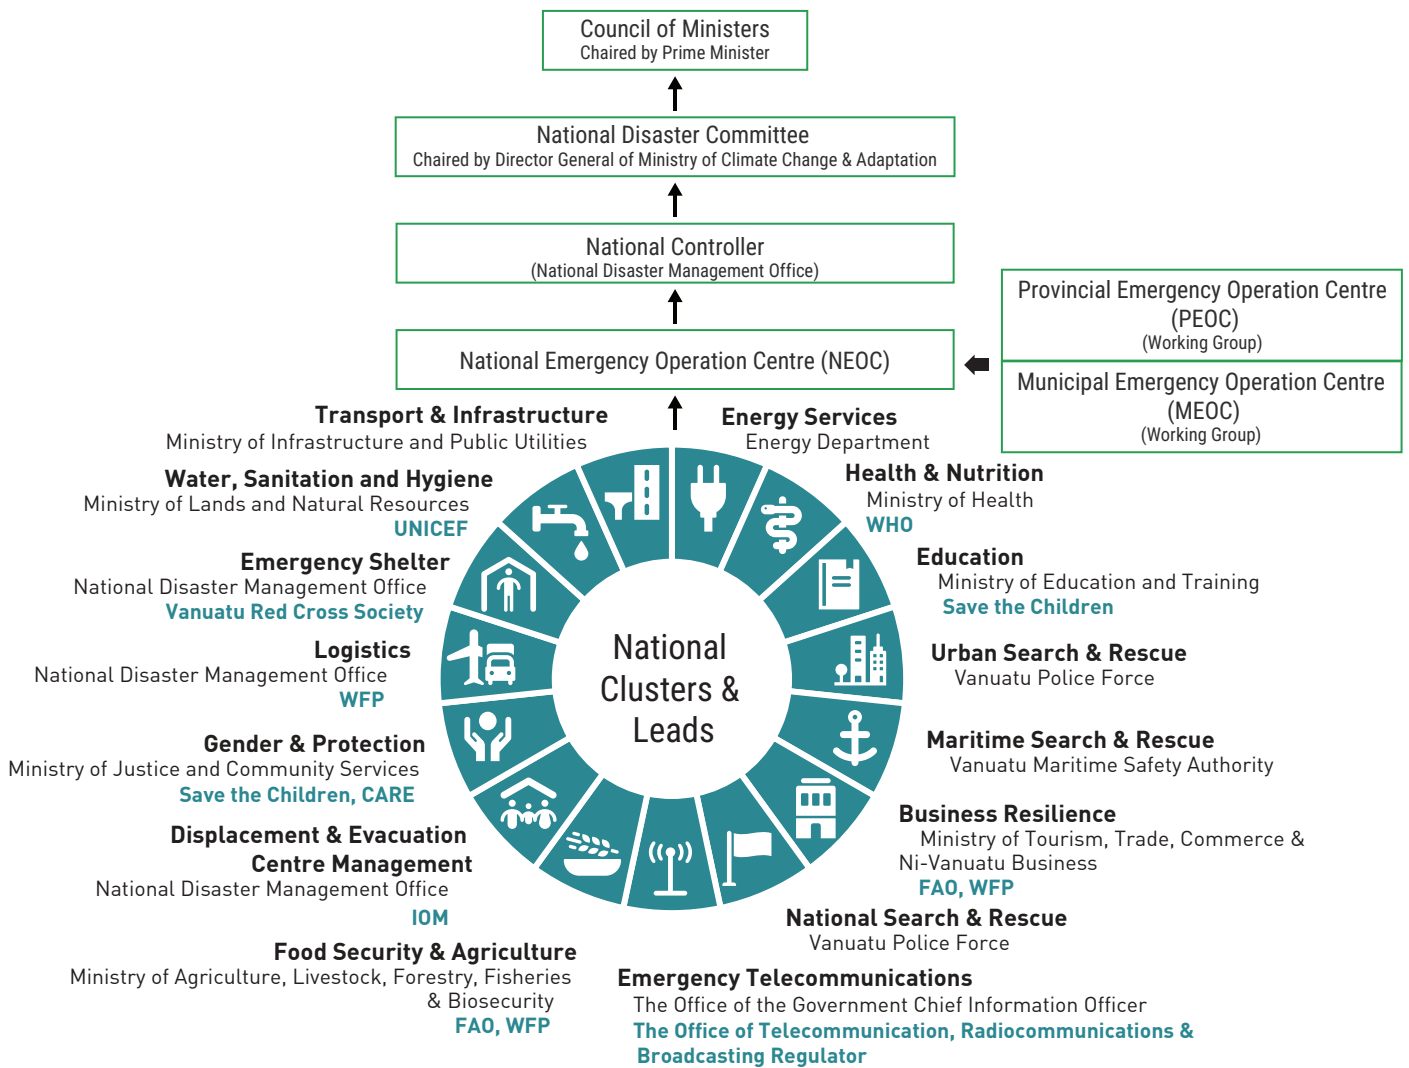 Council of Ministers
Chaired by Prime Minister
National Disaster Committee
Chaired by Director General of Ministry of Climate Change & Adaptation
National Controller
(National Disaster Management Office)
National Emergency Operation Centre (NEOC)
Provincial Emergency Operation Centre
(PEOC)
(Working Group)
Municipal Emergency Operation Centre
(MEOC)
(Working Group)
Transport & Infrastructure
Ministry of Infrastructure and Public Utilities
Water, Sanitation and Hygiene
Ministry of Lands and Natural Resources
UNICEF
Emergency Shelter
National Disaster Management Office
Vanuatu Red Cross Society
Logistics
National Disaster Management Office
WFP
Gender & Protection
Ministry of Justice and Community Services
Save the Children, CARE
Displacement & Evacuation
Centre Management
National Disaster Management Office
IOM
Food Security & Agriculture
Ministry of Agriculture, Livestock, Forestry, Fisheries
& Biosecurity
FAO, WFP
National
Clusters &
Leads
Energy Services
Energy Department
Health & Nutrition
Ministry of Health
WHO
Education
Ministry of Education and Training
Save the Children
Urban Search & Rescue
Vanuatu Police Force
Maritime Search & Rescue
Vanuatu Maritime Safety Authority
Business Resilience
Ministry of Tourism, Trade, Commerce &
Ni-Vanuatu Business
FAO, WFP
National Search & Rescue
Vanuatu Police Force
Emergency Telecommunications
The Office of the Government Chief Information Officer
The Office of Telecommunication, Radiocommunications &
Broadcasting Regulator